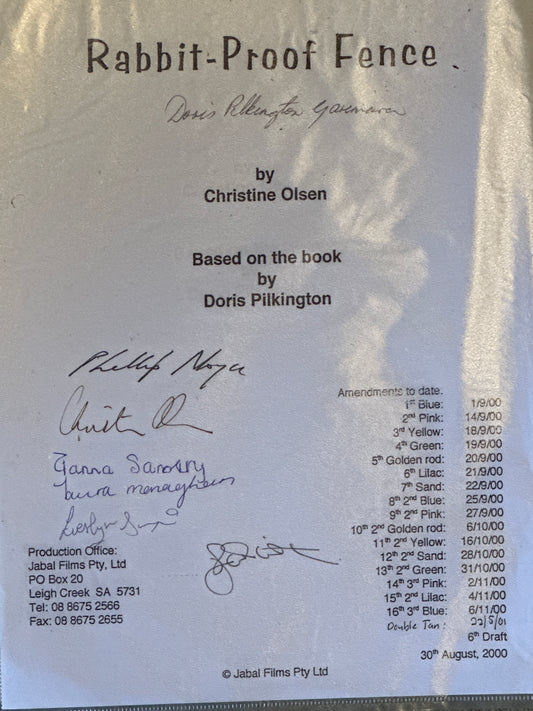 Rabbit-Proof Fence
Doris Pilkington Garimara
by
Christine Olsen
Based on the book
by
Doris Pilkington
Phillip Noyce
Christine Olsen
Amendments to date:
1st Blue: 1/9/00
2nd Pink: 14/9/00
3rd Yellow: 18/9/00
4th Green: 19/9/00
5th Golden rod: 20/9/00
6th Lilac: 21/9/00
7th Sand: 22/9/00
8th 2nd Blue: 25/9/00
9th 2nd Pink: 27/9/00
10th 2nd Golden rod: 6/10/00
11th 2nd Yellow: 16/10/00
12th 2nd Sand: 28/10/00
13th 2nd Green: 31/10/00
14th 3rd Pink: 2/11/00
15th 2nd Lilac: 4/11/00
16th 3rd Blue: 6/11/00
Double Tan: 22/5/01
6th Draft
30th August, 2000
Laura Monaghan
Production Office:
Jabal Films Pty, Ltd
PO Box 20
Leigh Creek SA 5731
Tel: 08 8675 2566
Fax: 08 8675 2655
© Jabal Films Pty Ltd